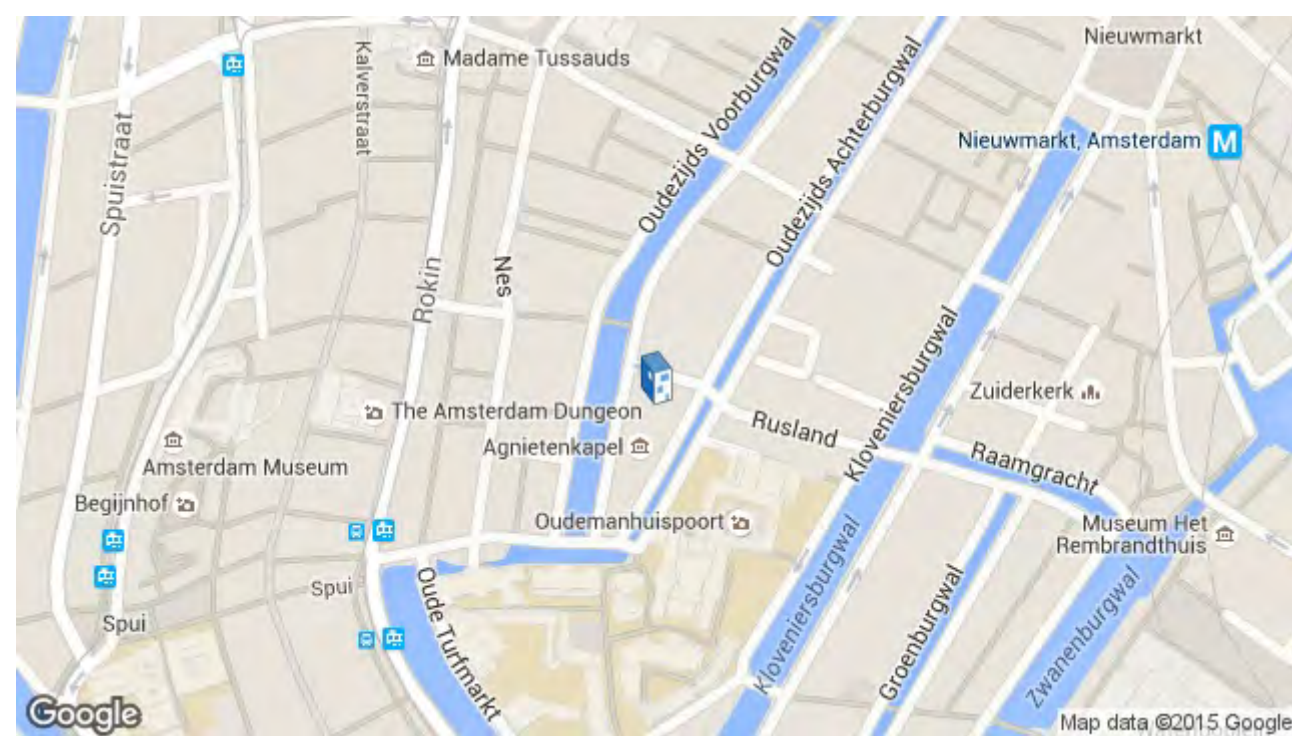 Nieuwmarkt
Madame Tussauds
Kalverstraat
Spuistraat
Oudezijds Voorburgwal
Oudezijds Achterburgwal
Nieuwmarkt, Amsterdam M
Rokin
Nes
Kloveniersburgwal
Zuiderkerk
The Amsterdam Dungeon
Rusland
Agnietenkapel
Amsterdam Museum
Raamgracht
Begijnhof
Oudemanhuispoort
Museum Het
Rembrandthuis
Spui
Oude Turfmarkt
Kloveniersburgwal
Groenburgwal
Zwanenburgwal
Spui
Google
Map data ©2015 Google